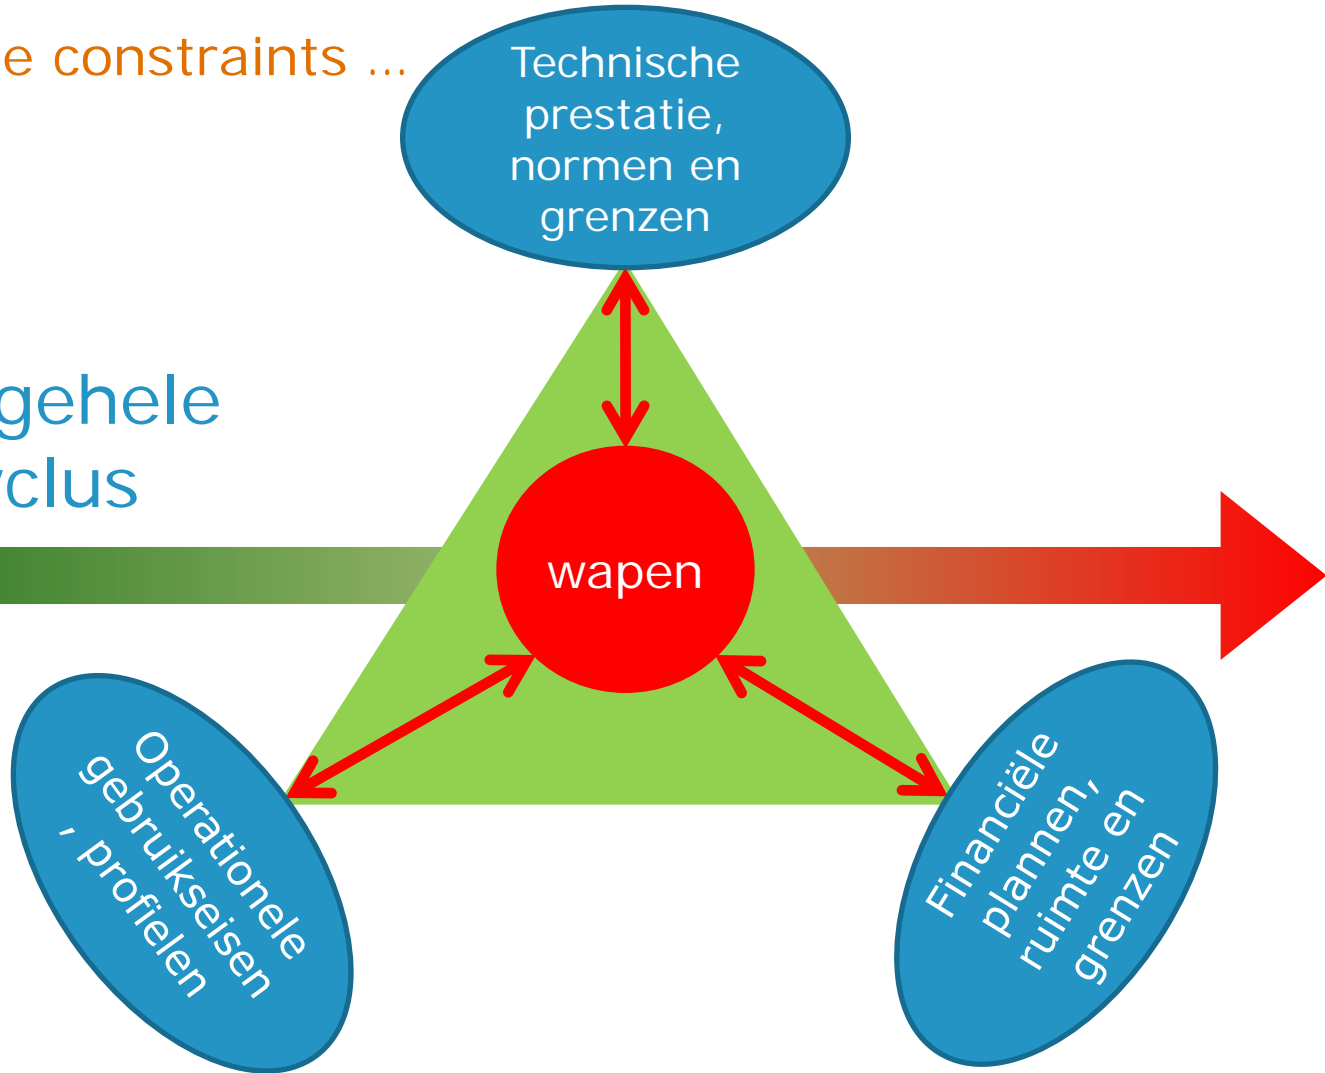 e constraints ...
Technische
prestatie,
normen en
grenzen
gehele
yclus
wapen
Operationele
gebruikseisen
, profielen
Financiële
plannen,
ruimte en
grenzen